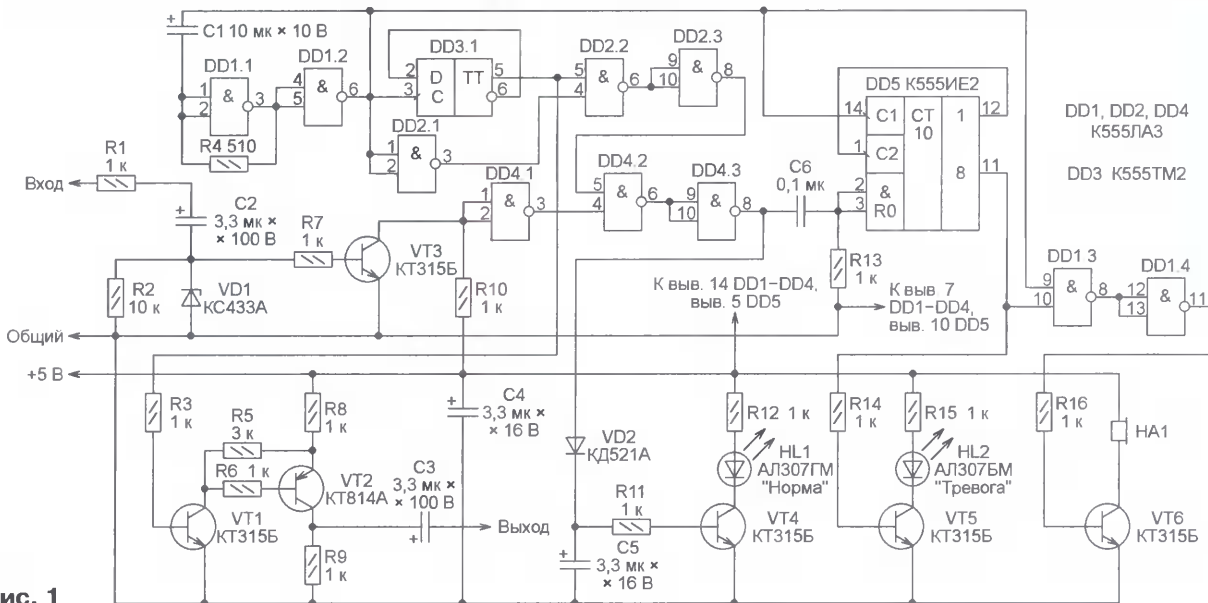 C1 10 мк × 10 В
DD1.1
1
2
&
3
R4 510
DD1.2
4
5
&
6
DD3.1
2
3
D
C
TT
5
6
DD2.1
1
2
&
3
DD2.2
5
4
&
6
DD2.3
9
10
&
8
DD5 К555ИЕ2
14
1
2
3
C1
C2
&
R0
CT
10
1
8
12
11
DD1, DD2, DD4
К555ЛА3
DD3 К555ТМ2
R1
1 к
Вход
C2
3,3 мк ×
× 100 В
R7
1 к
VT3
КТ315Б
R2
10 к
VD1
КС433А
Общий
+5 В
DD4.1
1
2
&
3
R10
1 к
DD4.2
5
4
&
6
DD4.3
9
10
&
8
C6
0,1 мк
R13
1 к
К выв. 14 DD1–DD4,
выв. 5 DD5
К выв. 7
DD1–DD4,
выв. 10 DD5
DD1.3
9
10
&
8
DD1.4
12
13
&
11
R3
1 к
R5
3 к
R6 1 к
R8
1 к
VT1
КТ315Б
VT2
КТ814А
R9
1 к
C3
3,3 мк ×
× 100 В
Выход
C4
3,3 мк ×
× 16 В
VD2
КД521А
R11
1 к
C5
3,3 мк ×
× 16 В
R12 1 к
HL1
АЛ307ГМ
"Норма"
VT4
КТ315Б
R14
1 к
R15 1 к
HL2
АЛ307БМ
"Тревога"
VT5
КТ315Б
R16
1 к
HA1
VT6
КТ315Б
ис. 1